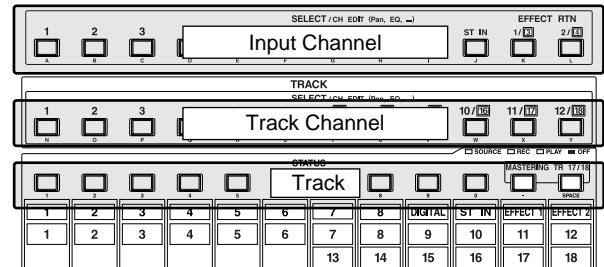 SELECT / CH EDIT (Pan, EQ, ...) EFFECT RTN
1 2 3 Input Channel ST IN 1/3 2/4
A B C D E F G H I J K L
TRACK
SELECT / CH EDIT (Pan, EQ, ...)
1 2 3 Track Channel 10/16 11/17 12/18
N O P W X Y
SOURCE REC PLAY OFF
STATUS MASTERING TR 17/18
Track
1 2 3 4 5 8 9 0 - SPACE
1 2 3 4 5 6 7 8 DIGITAL ST IN EFFECT 1 EFFECT 2
1 2 3 4 5 6 7 8 9 10 11 12
13 14 15 16 17 18